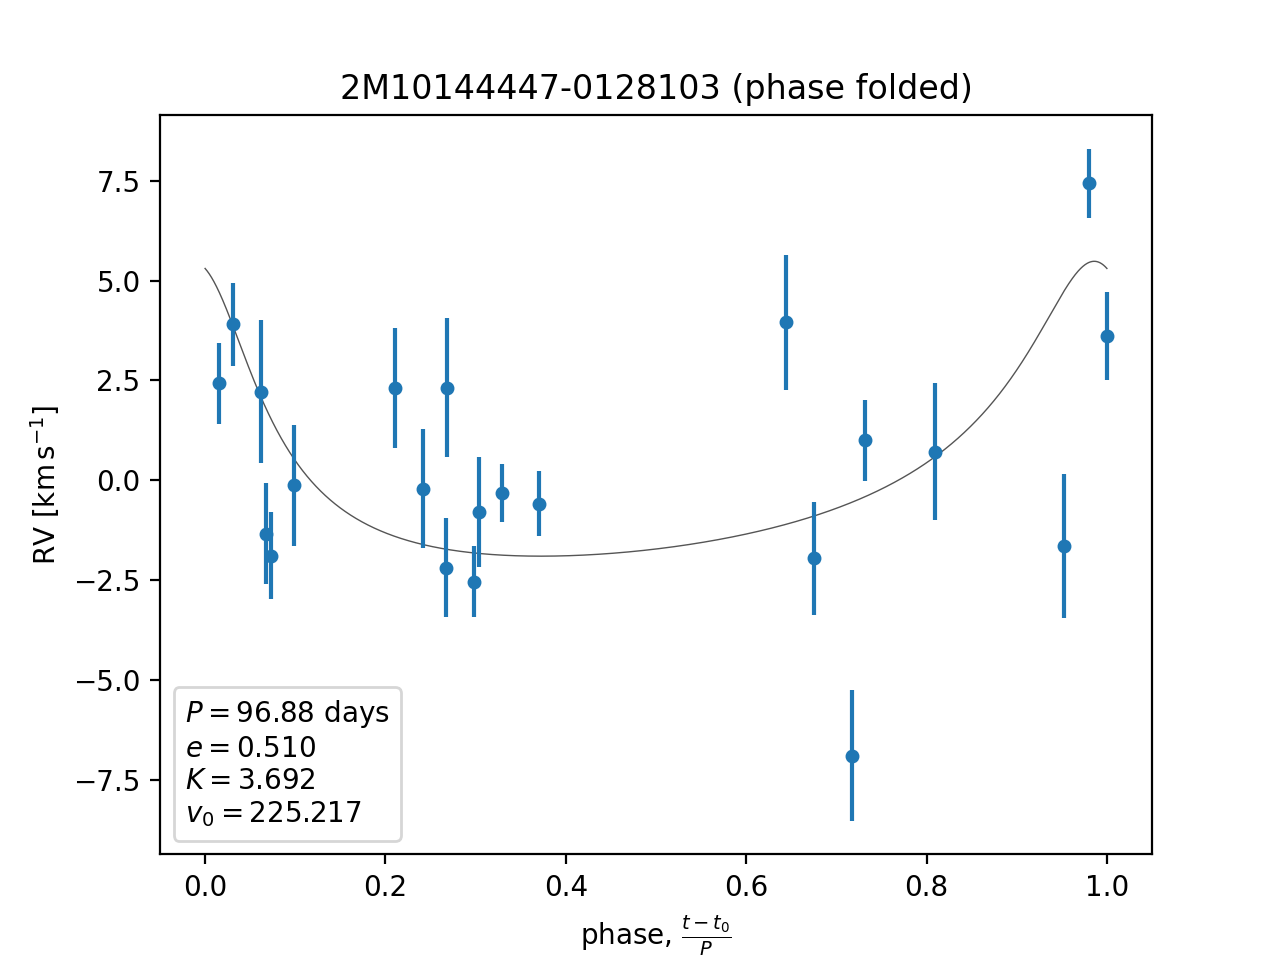 2M10144447-0128103 (phase folded)
RV [km s⁻¹]
7.5
5.0
2.5
0.0
−2.5
−5.0
−7.5
P = 96.88 days
e = 0.510
K = 3.692
v₀ = 225.217
0.0 0.2 0.4 0.6 0.8 1.0
phase, (t − t₀)/P